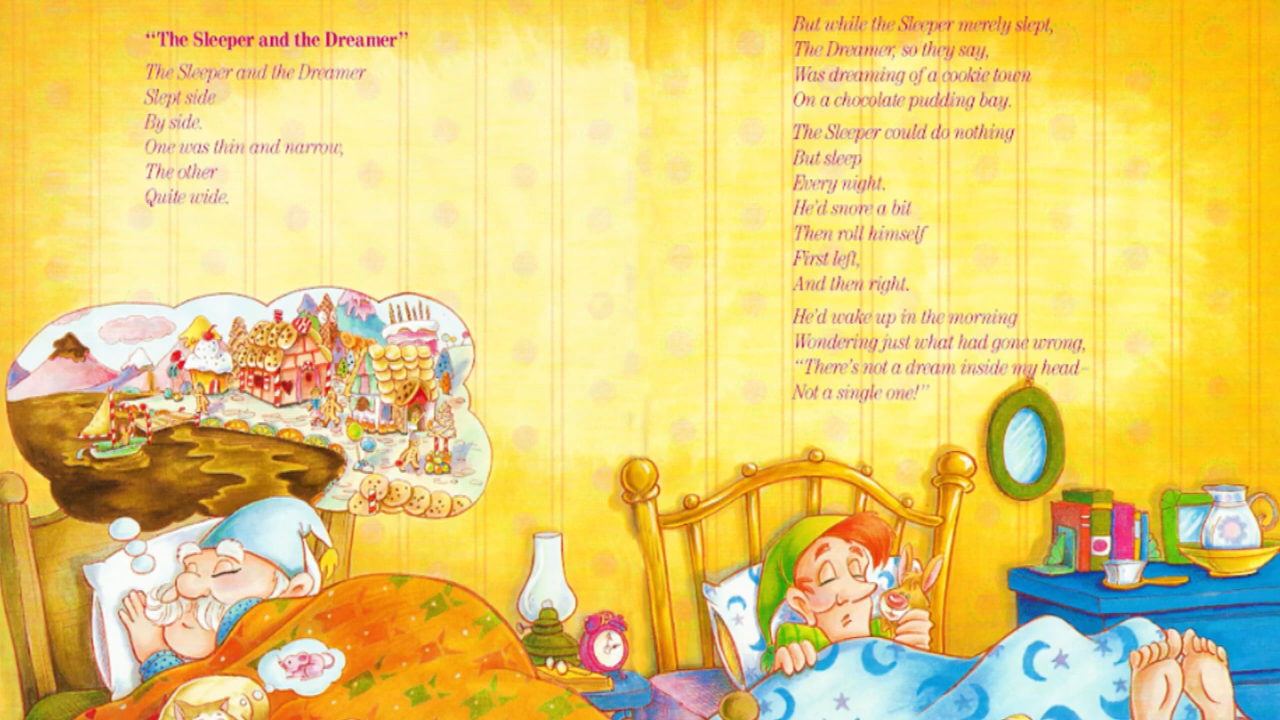 “The Sleeper and the Dreamer”
The Sleeper and the Dreamer
Slept side
By side.
One was thin and narrow,
The other
Quite wide.
But while the Sleeper merely slept,
The Dreamer, so they say,
Was dreaming of a cookie town
On a chocolate pudding bay.
The Sleeper could do nothing
But sleep
Every night.
He'd snore a bit
Then roll himself
First left,
And then right.
He'd wake up in the morning
Wondering just what had gone wrong,
“There's not a dream inside my head–
Not a single one!”